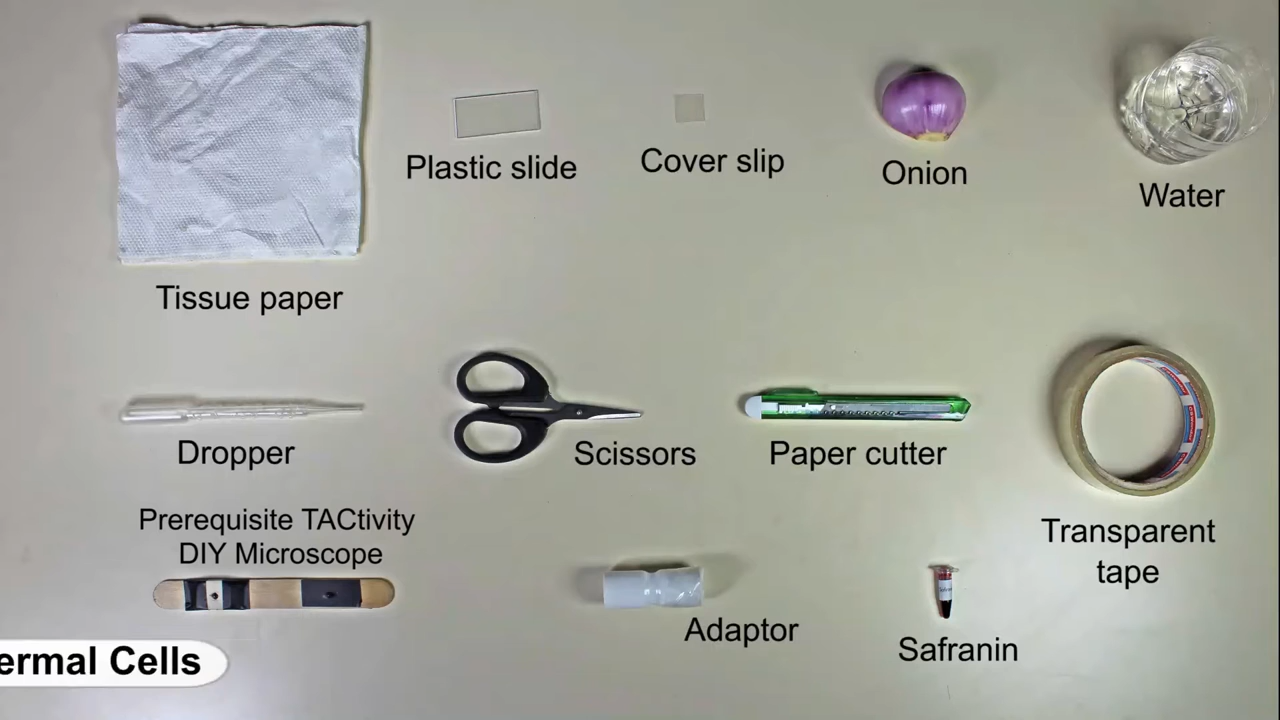 Plastic slide
Cover slip
Onion
Water
Tissue paper
Dropper
Scissors
Paper cutter
Transparent
tape
Prerequisite TACtivity
DIY Microscope
Adaptor
Safranin
ermal Cells